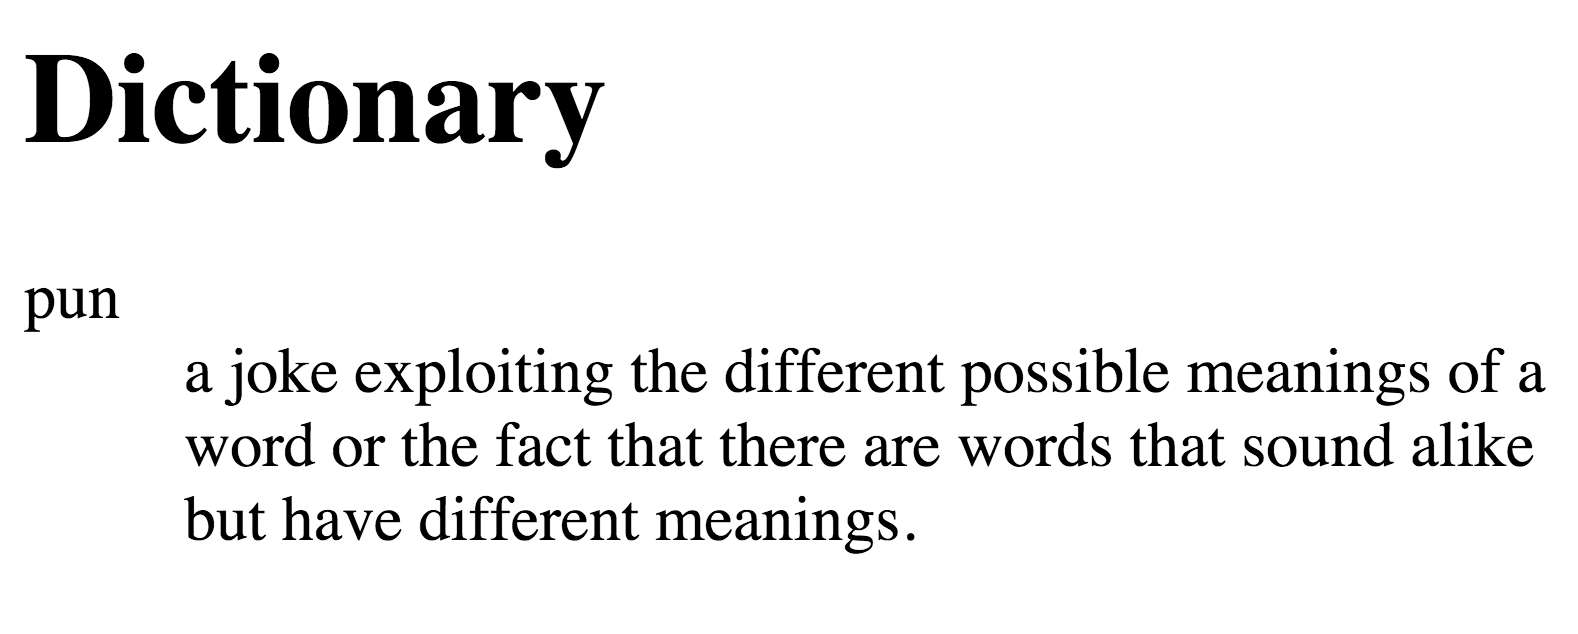 Dictionary
pun
a joke exploiting the different possible meanings of a
word or the fact that there are words that sound alike
but have different meanings.